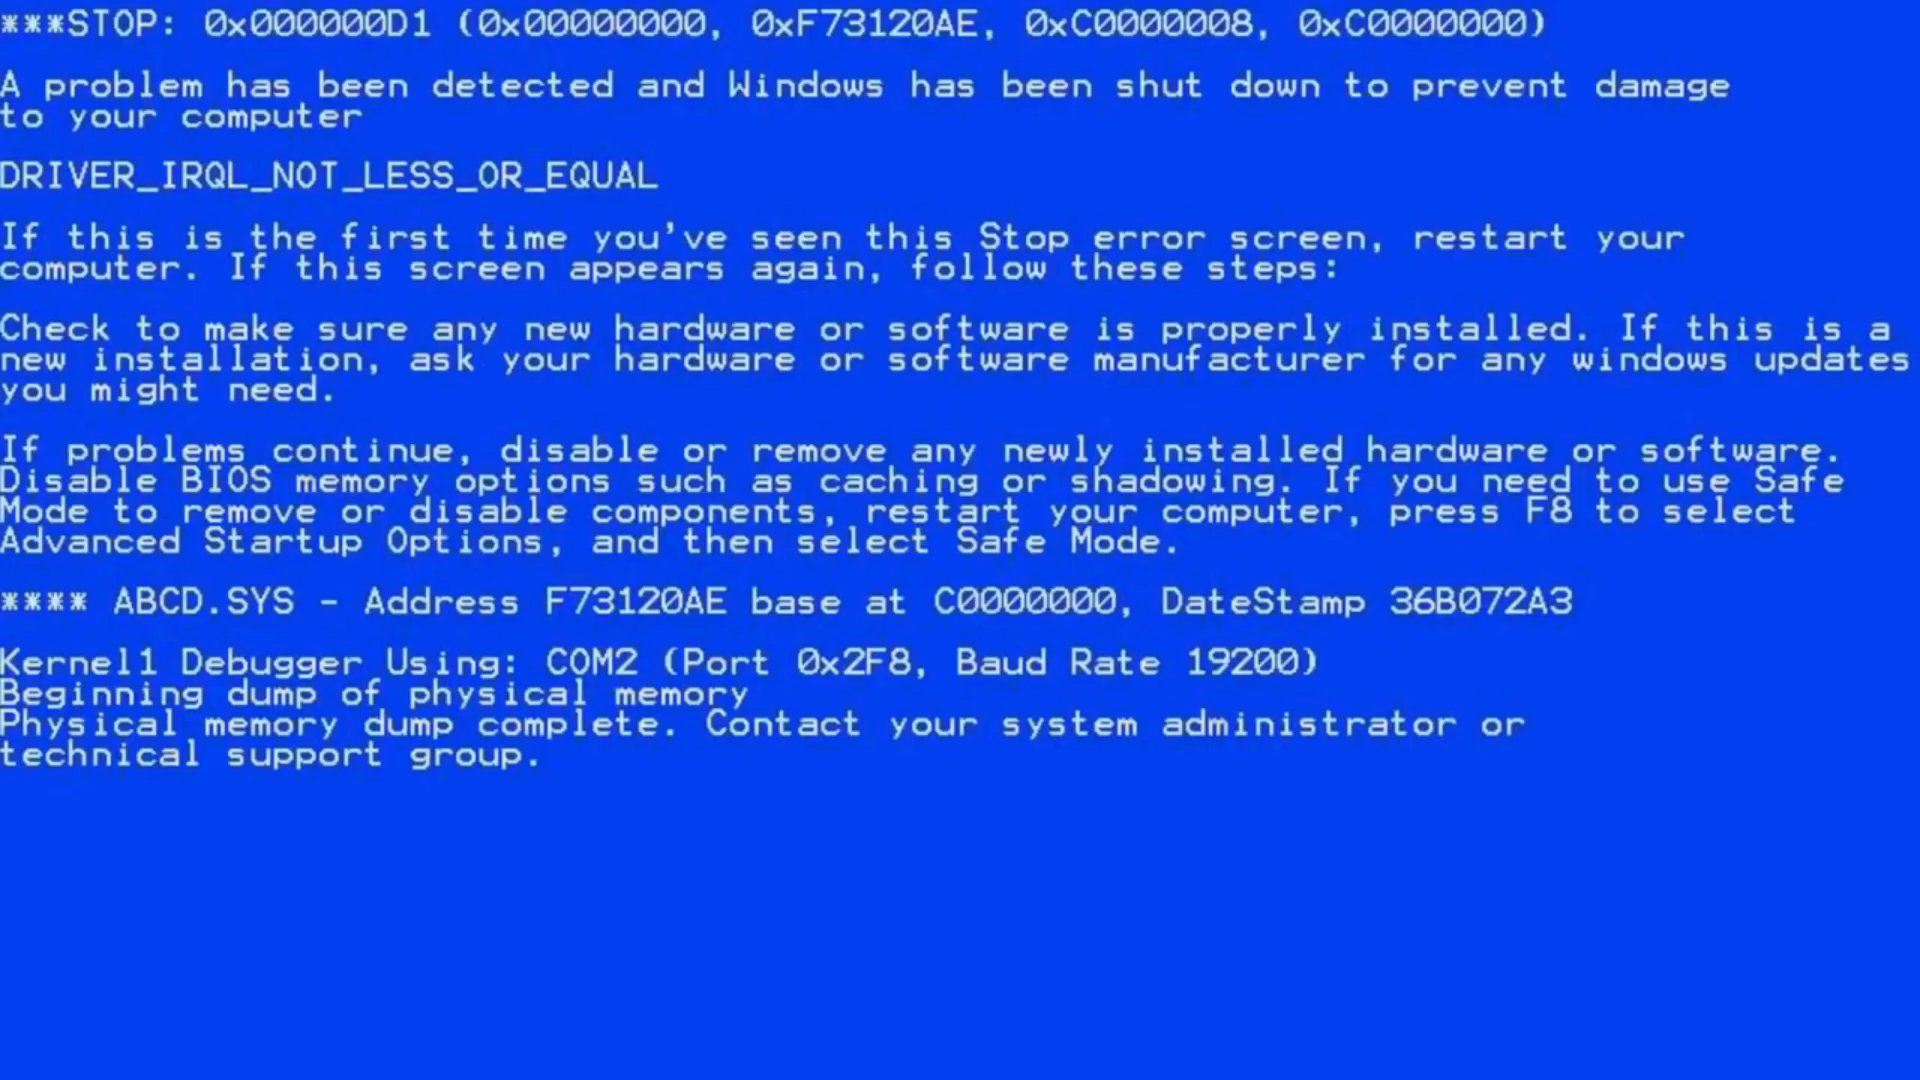 ***STOP: 0x000000D1 (0x00000000, 0xF73120AE, 0xC0000008, 0xC0000000)
A problem has been detected and Windows has been shut down to prevent damage
to your computer
DRIVER_IRQL_NOT_LESS_OR_EQUAL
If this is the first time you've seen this Stop error screen, restart your
computer. If this screen appears again, follow these steps:
Check to make sure any new hardware or software is properly installed. If this is a
new installation, ask your hardware or software manufacturer for any windows updates
you might need.
If problems continue, disable or remove any newly installed hardware or software.
Disable BIOS memory options such as caching or shadowing. If you need to use Safe
Mode to remove or disable components, restart your computer, press F8 to select
Advanced Startup Options, and then select Safe Mode.
**** ABCD.SYS - Address F73120AE base at C0000000, DateStamp 36B072A3
Kernel1 Debugger Using: COM2 (Port 0x2F8, Baud Rate 19200)
Beginning dump of physical memory
Physical memory dump complete. Contact your system administrator or
technical support group.